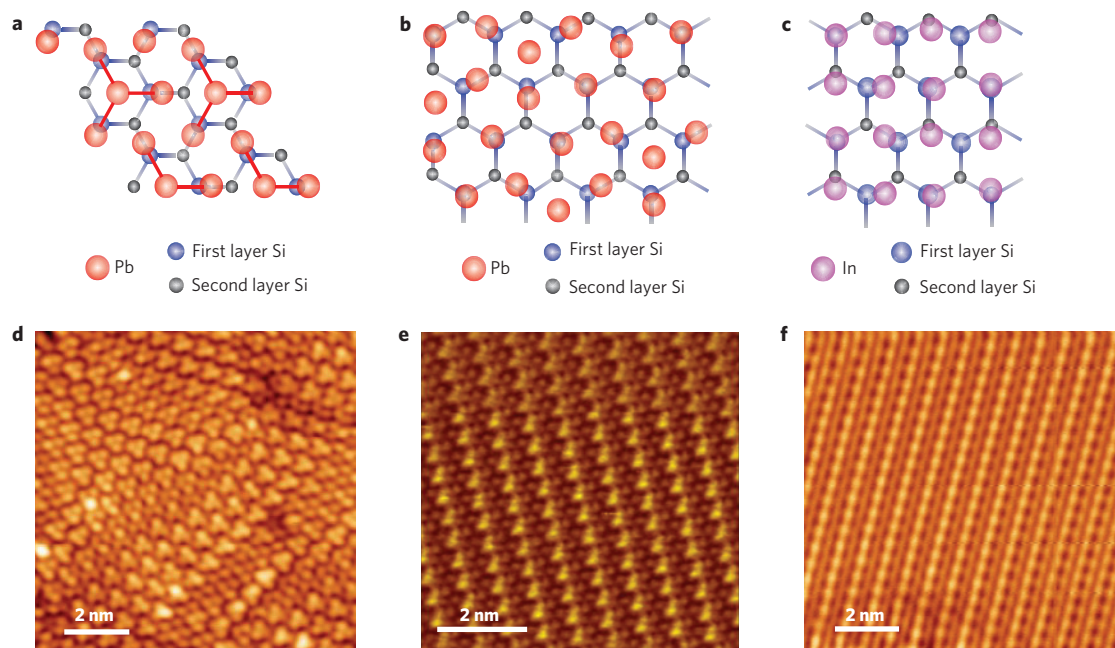 a
b
c
Pb
First layer Si
Second layer Si
Pb
First layer Si
Second layer Si
In
First layer Si
Second layer Si
d
e
f
2 nm
2 nm
2 nm